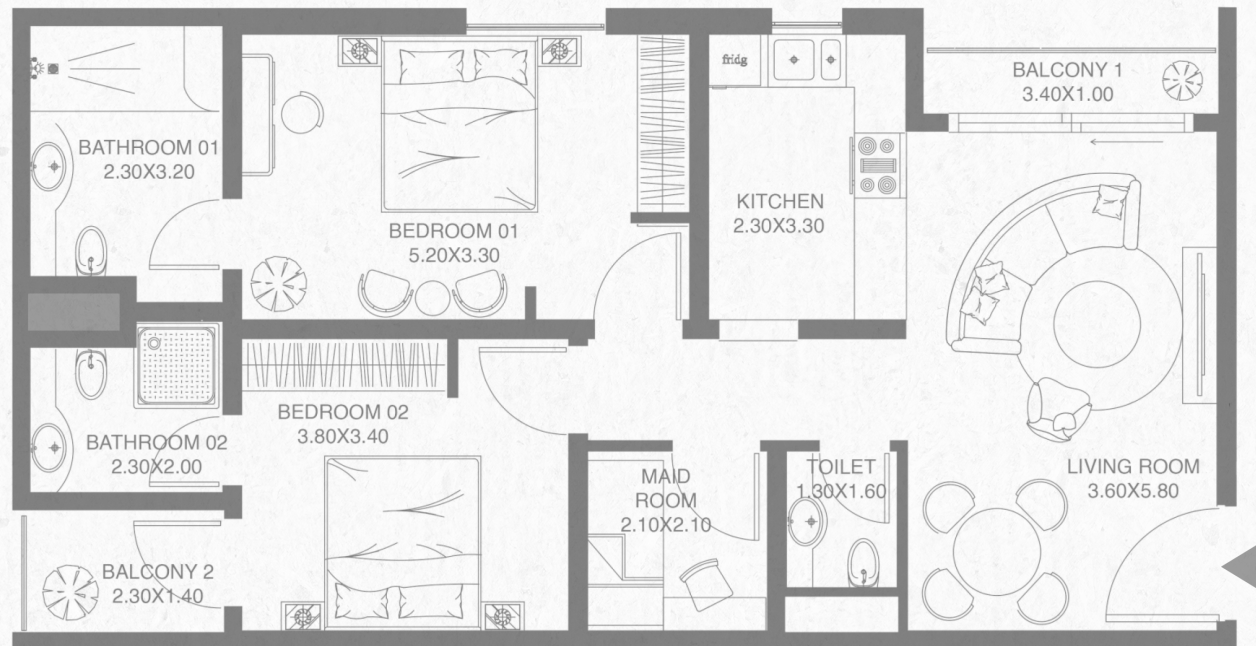 BATHROOM 01
2.30X3.20
BEDROOM 01
5.20X3.30
fridg
KITCHEN
2.30X3.30
BALCONY 1
3.40X1.00
BATHROOM 02
2.30X2.00
BEDROOM 02
3.80X3.40
BALCONY 2
2.30X1.40
MAID
ROOM
2.10X2.10
TOILET
1.30X1.60
LIVING ROOM
3.60X5.80